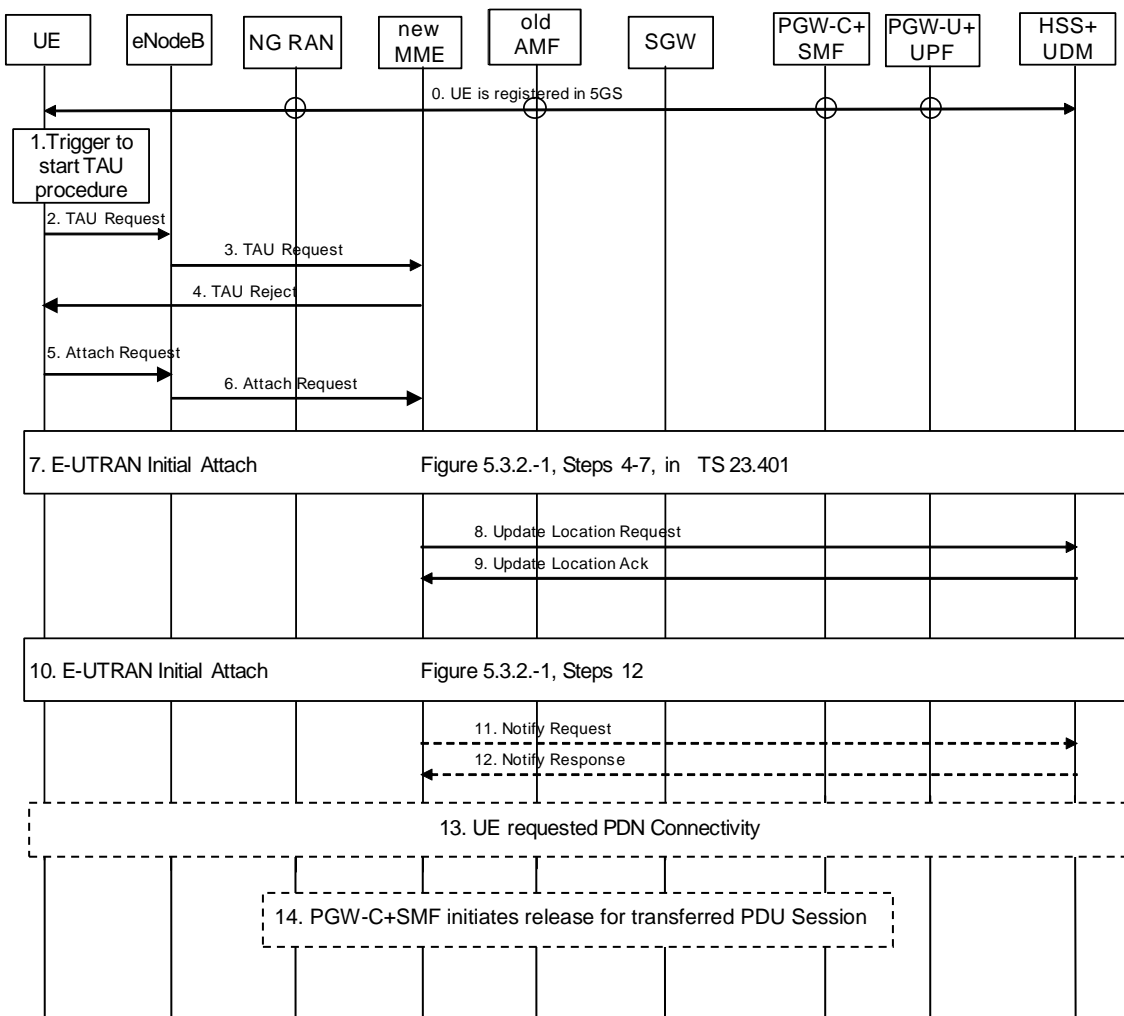 UE
eNodeB
NG RAN
new
MME
old
AMF
SGW
PGW-C+
SMF
PGW-U+
UPF
HSS+
UDM
0. UE is registered in 5GS
1.Trigger to
start TAU
procedure
2. TAU Request
3. TAU Request
4. TAU Reject
5. Attach Request
6. Attach Request
7. E-UTRAN Initial Attach Figure 5.3.2.-1, Steps 4-7, in TS 23.401
8. Update Location Request
9. Update Location Ack
10. E-UTRAN Initial Attach Figure 5.3.2.-1, Steps 12
11. Notify Request
12. Notify Response
13. UE requested PDN Connectivity
14. PGW-C+SMF initiates release for transferred PDU Session